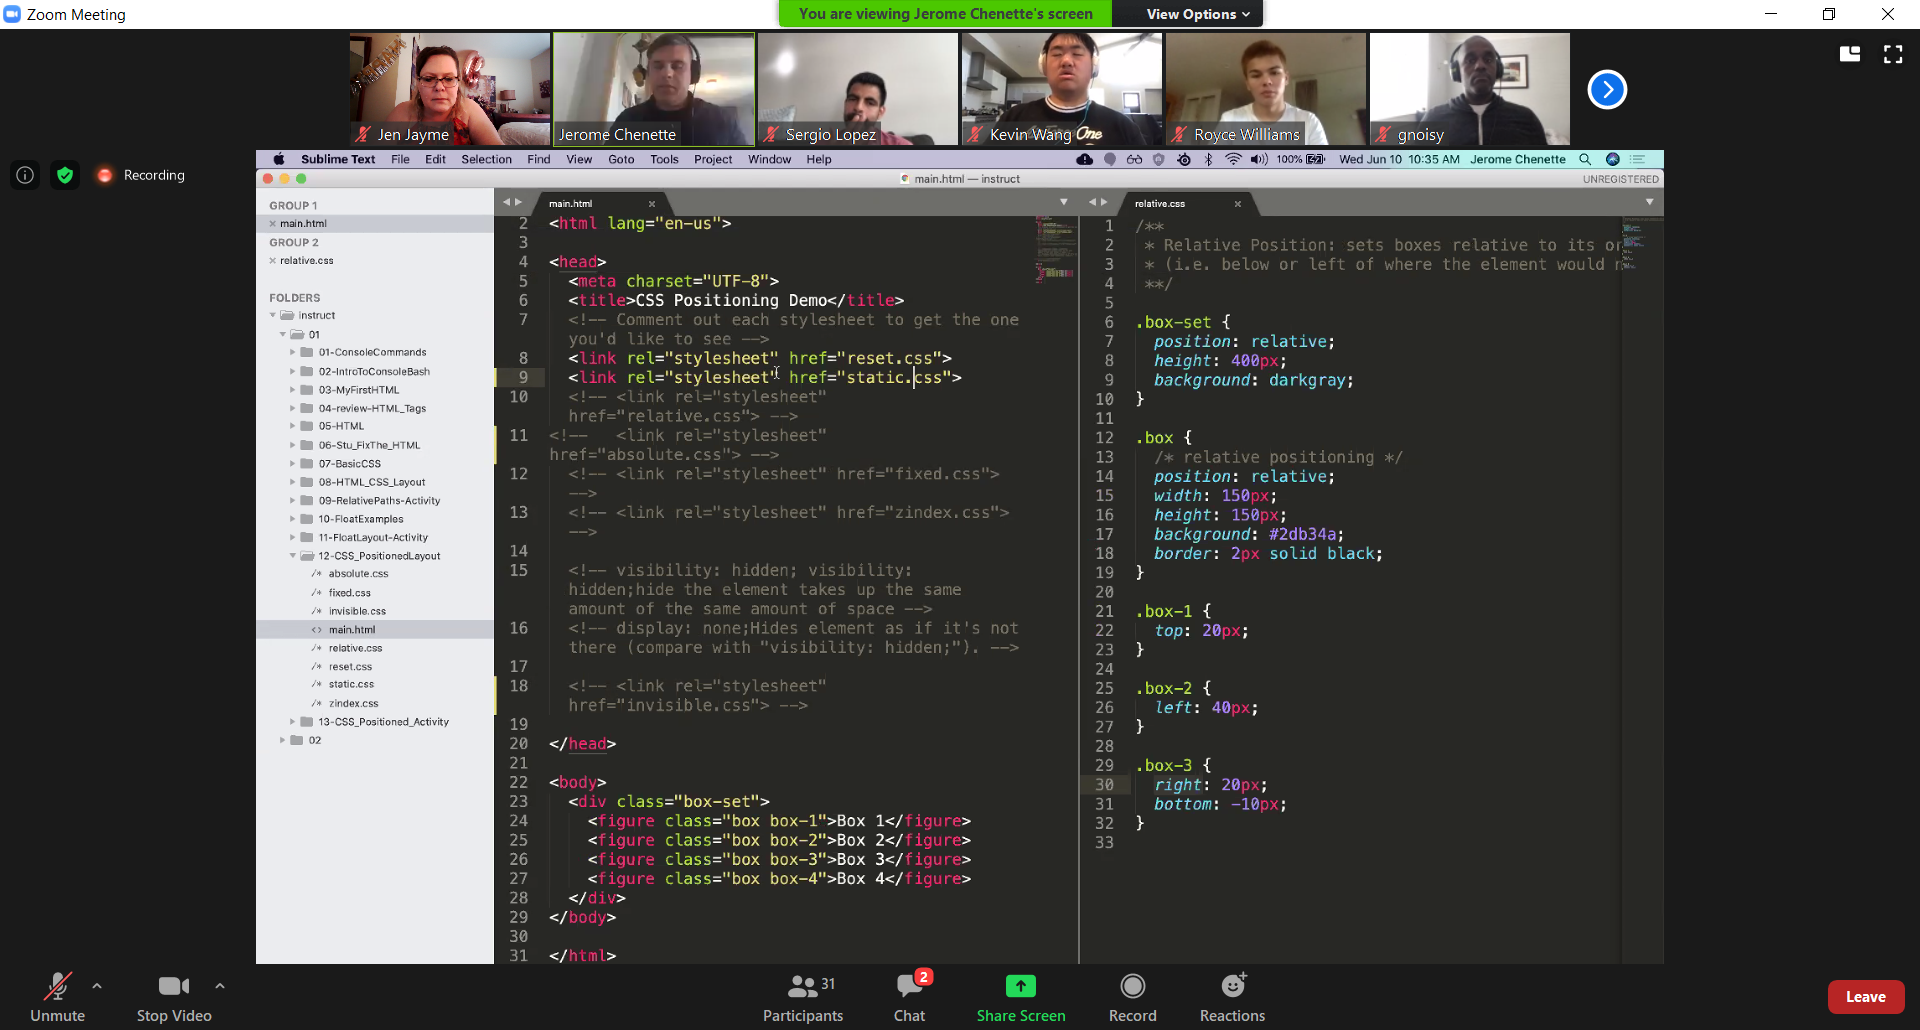 Zoom Meeting
You are viewing Jerome Chenette's screen
View Options
Jen Jayme
Jerome Chenette
Sergio Lopez
Kevin Wang
One
Royce Williams
gnoisy
Recording
Sublime Text File Edit Selection Find View Goto Tools Project Window Help
100% Wed Jun 10 10:35 AM Jerome Chenette
main.html — instruct
UNREGISTERED
GROUP 1
main.html
GROUP 2
relative.css
FOLDERS
instruct
01
01-ConsoleCommands
02-IntroToConsoleBash
03-MyFirstHTML
04-review-HTML_Tags
05-HTML
06-Stu_FixThe_HTML
07-BasicCSS
08-HTML_CSS_Layout
09-RelativePaths-Activity
10-FloatExamples
11-FloatLayout-Activity
12-CSS_PositionedLayout
/* absolute.css
/* fixed.css
/* invisible.css
<> main.html
/* relative.css
/* reset.css
/* static.css
/* zindex.css
13-CSS_Positioned_Activity
02
main.html
2 <html lang="en-us">
3
4 <head>
5 <meta charset="UTF-8">
6 <title>CSS Positioning Demo</title>
7 <!-- Comment out each stylesheet to get the one
you'd like to see -->
8 <link rel="stylesheet" href="reset.css">
9 <link rel="stylesheet" href="static.css">
10 <!-- <link rel="stylesheet"
href="relative.css"> -->
11 <!-- <link rel="stylesheet"
href="absolute.css"> -->
12 <!-- <link rel="stylesheet" href="fixed.css">
-->
13 <!-- <link rel="stylesheet" href="zindex.css">
-->
14
15 <!-- visibility: hidden; visibility:
hidden;hide the element takes up the same
amount of the same amount of space -->
16 <!-- display: none;Hides element as if it's not
there (compare with "visibility: hidden;"). -->
17
18 <!-- <link rel="stylesheet"
href="invisible.css"> -->
19
20 </head>
21
22 <body>
23 <div class="box-set">
24 <figure class="box box-1">Box 1</figure>
25 <figure class="box box-2">Box 2</figure>
26 <figure class="box box-3">Box 3</figure>
27 <figure class="box box-4">Box 4</figure>
28 </div>
29 </body>
30
31 </html>
relative.css
1 /**
2 * Relative Position: sets boxes relative to its or
3 * (i.e. below or left of where the element would n
4 **/
5
6 .box-set {
7 position: relative;
8 height: 400px;
9 background: darkgray;
10 }
11
12 .box {
13 /* relative positioning */
14 position: relative;
15 width: 150px;
16 height: 150px;
17 background: #2db34a;
18 border: 2px solid black;
19 }
20
21 .box-1 {
22 top: 20px;
23 }
24
25 .box-2 {
26 left: 40px;
27 }
28
29 .box-3 {
30 right: 20px;
31 bottom: -10px;
32 }
33
Unmute
Stop Video
31
Participants
2
Chat
Share Screen
Record
Reactions
Leave